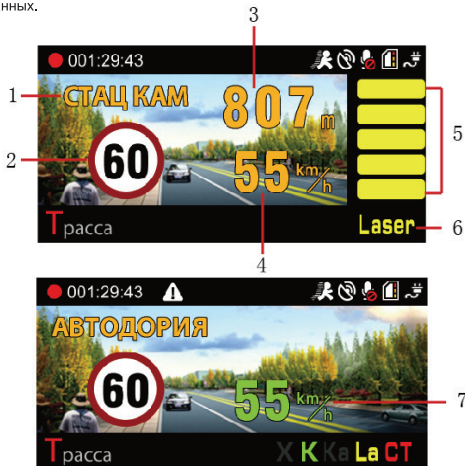 нных.
3
001:29:43
1
СТАЦ КАМ
807 m
5
2
60
55 km/h
Трасса
Laser
6
4
001:29:43
АВТОДОРИЯ
60
55 km/h
7
Трасса
X K Ka La СТ